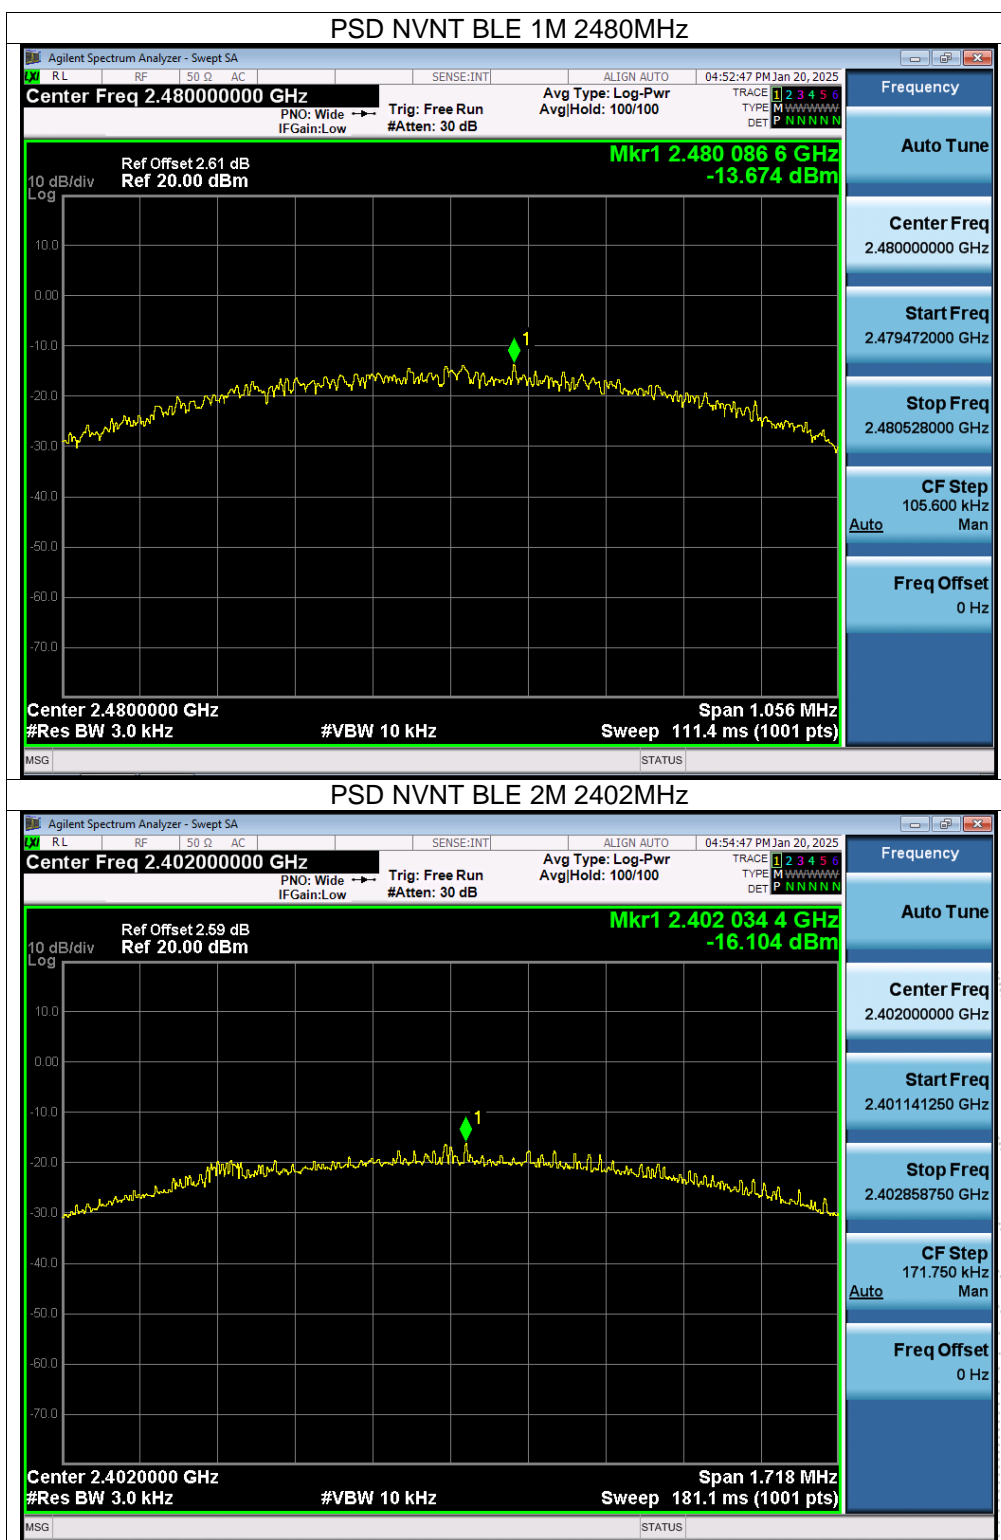 PSD NVNT BLE 1M 2480MHz
Agilent Spectrum Analyzer - Swept SA
LXI RL RF 50 Ω AC SENSE:INT ALIGN AUTO 04:52:47 PM Jan 20, 2025
Center Freq 2.480000000 GHz
PNO: Wide
IFGain:Low
Trig: Free Run
#Atten: 30 dB
Avg Type: Log-Pwr
Avg|Hold: 100/100
TRACE 1 2 3 4 5 6
TYPE M WWWWW
DET P N N N N N
Frequency
Auto Tune
Center Freq
2.480000000 GHz
Start Freq
2.479472000 GHz
Stop Freq
2.480528000 GHz
CF Step
105.600 kHz
Auto Man
Freq Offset
0 Hz
Mkr1 2.480 086 6 GHz
-13.674 dBm
Ref Offset 2.61 dB
10 dB/div Ref 20.00 dBm
Log
10.0
0.00
1
-10.0
-20.0
-30.0
-40.0
-50.0
-60.0
-70.0
Center 2.4800000 GHz Span 1.056 MHz
#Res BW 3.0 kHz #VBW 10 kHz Sweep 111.4 ms (1001 pts)
MSG STATUS
PSD NVNT BLE 2M 2402MHz
Agilent Spectrum Analyzer - Swept SA
LXI RL RF 50 Ω AC SENSE:INT ALIGN AUTO 04:54:47 PM Jan 20, 2025
Center Freq 2.402000000 GHz
PNO: Wide
IFGain:Low
Trig: Free Run
#Atten: 30 dB
Avg Type: Log-Pwr
Avg|Hold: 100/100
TRACE 1 2 3 4 5 6
TYPE M WWWWW
DET P N N N N N
Frequency
Auto Tune
Center Freq
2.402000000 GHz
Start Freq
2.401141250 GHz
Stop Freq
2.402858750 GHz
CF Step
171.750 kHz
Auto Man
Freq Offset
0 Hz
Mkr1 2.402 034 4 GHz
-16.104 dBm
Ref Offset 2.59 dB
10 dB/div Ref 20.00 dBm
Log
10.0
0.00
-10.0
1
-20.0
-30.0
-40.0
-50.0
-60.0
-70.0
Center 2.4020000 GHz Span 1.718 MHz
#Res BW 3.0 kHz #VBW 10 kHz Sweep 181.1 ms (1001 pts)
MSG STATUS